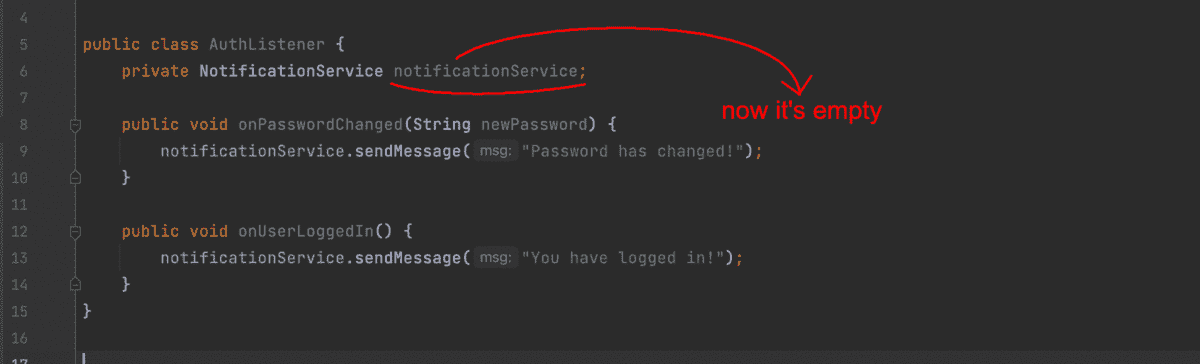 4
5 public class AuthListener {
6 private NotificationService notificationService;
7
now it's empty
8 public void onPasswordChanged(String newPassword) {
9 notificationService.sendMessage( msg: "Password has changed!");
10 }
11
12 public void onUserLoggedIn() {
13 notificationService.sendMessage( msg: "You have logged in!");
14 }
15 }
16
17